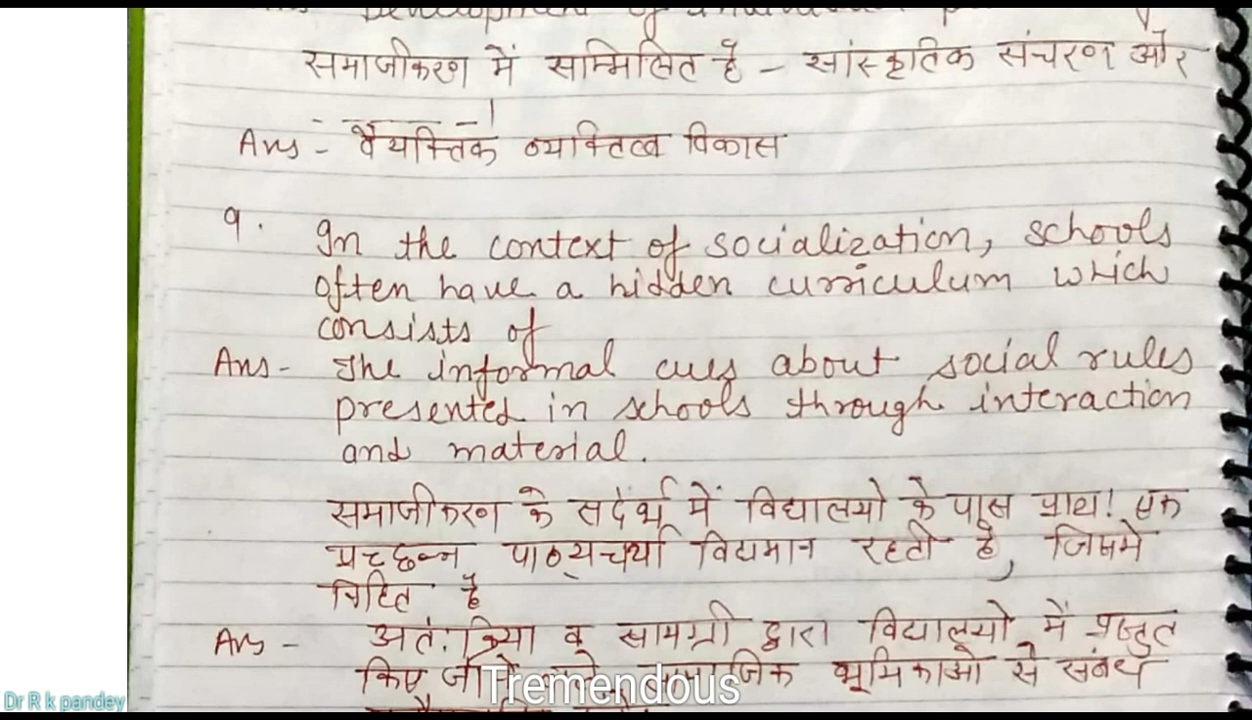 समाजीकरण में सम्मिलित है - सांस्कृतिक संचरण और
Ans - वैयक्तिक व्यक्तित्व विकास
9. In the context of socialization, schools
often have a hidden curriculum which
consists of
Ans - The informal cues about social rules
presented in schools through interaction
and material.
समाजीकरण के सदंर्भ में विद्यालयो के पास प्राय! एक
प्रच्छन्न पाठ्यचर्या विद्यमान रहती है, जिसमे
निहित है
Ans - अतं:क्रिया व सामग्री द्वारा विद्यालयो में प्रस्तुत
किए भूमिकाओ से संबंध
Tremendous
Dr R k pandey